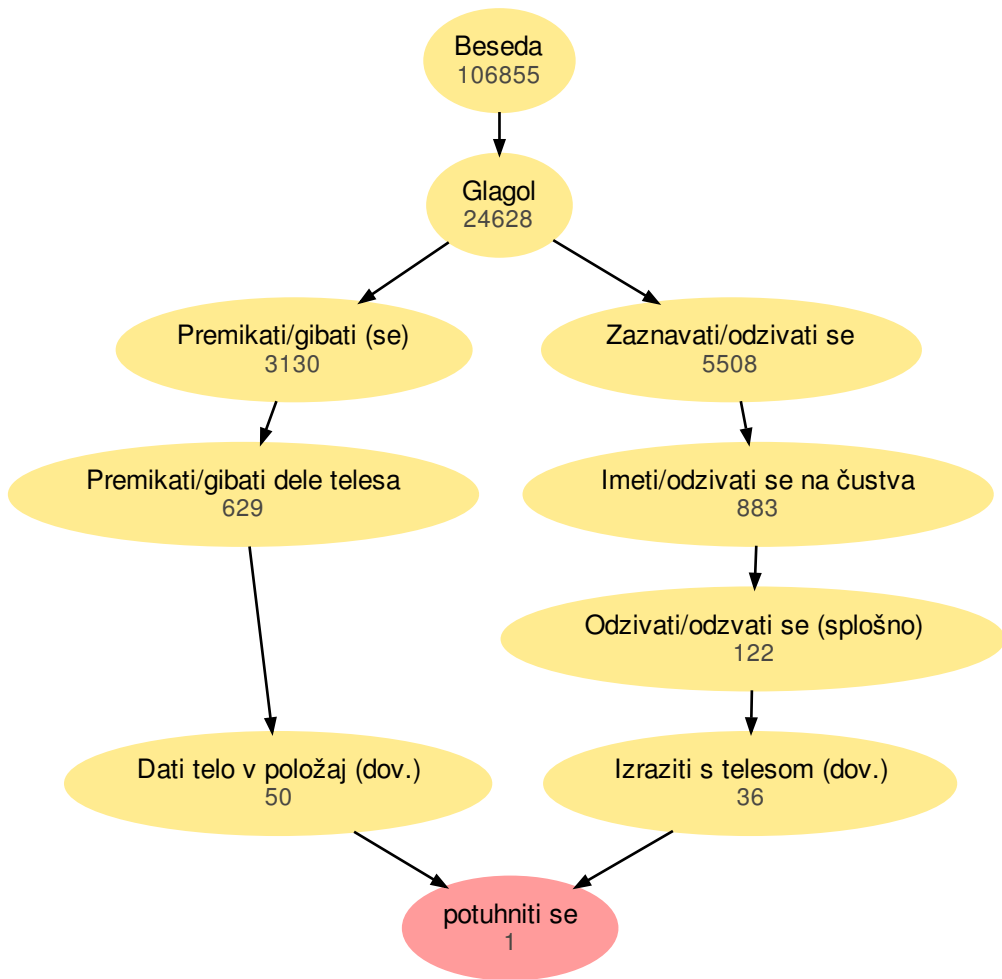 Beseda
106855
Glagol
24628
Premikati/gibati (se)
3130
Zaznavati/odzivati se
5508
Premikati/gibati dele telesa
629
Imeti/odzivati se na čustva
883
Odzivati/odzvati se (splošno)
122
Dati telo v položaj (dov.)
50
Izraziti s telesom (dov.)
36
potuhniti se
1